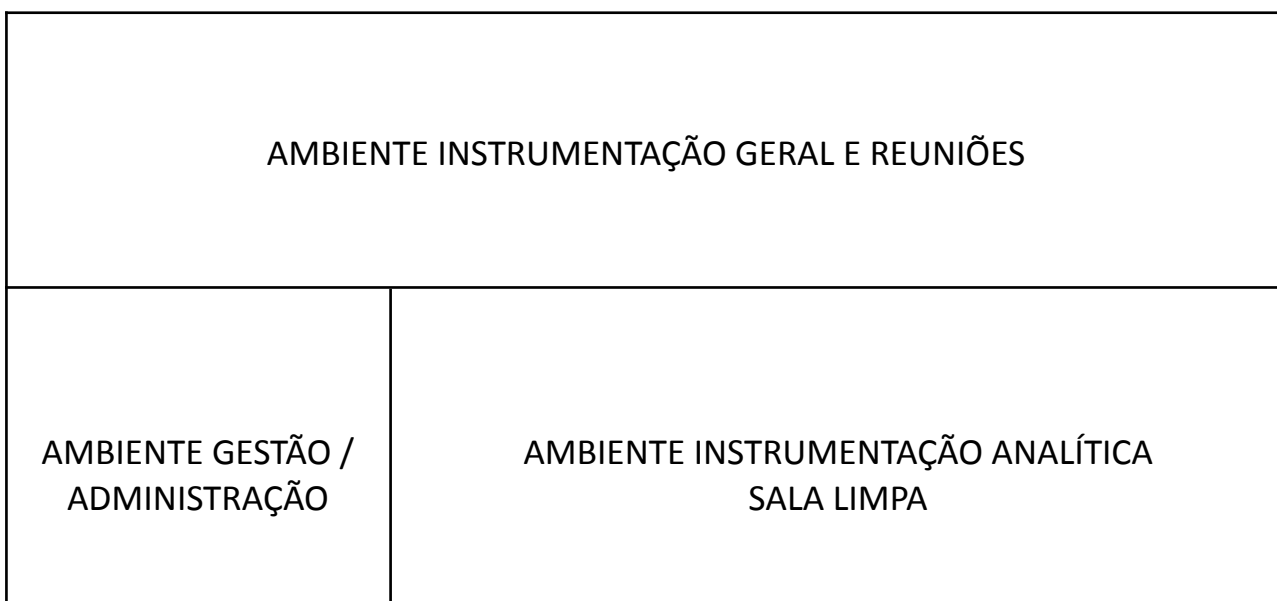 AMBIENTE INSTRUMENTAÇÃO GERAL E REUNIÕES
AMBIENTE GESTÃO /
ADMINISTRAÇÃO
AMBIENTE INSTRUMENTAÇÃO ANALÍTICA
SALA LIMPA